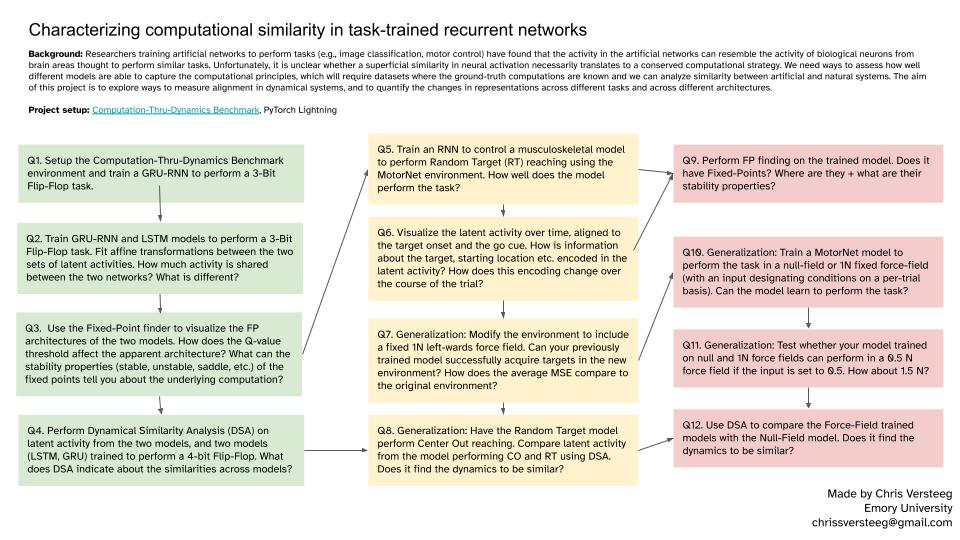 Characterizing computational similarity in task-trained recurrent networks
Background: Researchers training artificial networks to perform tasks (e.g., image classification, motor control) have found that the activity in the artificial networks can resemble the activity of biological neurons from
brain areas thought to perform similar tasks. Unfortunately, it is unclear whether a superficial similarity in neural activation necessarily translates to a conserved computational strategy. We need ways to assess how well
different models are able to capture the computational principles, which will require datasets where the ground-truth computations are known and we can analyze similarity between artificial and natural systems. The aim
of this project is to explore ways to measure alignment in dynamical systems, and to quantify the changes in representations across different tasks and across different architectures.
Project setup: Computation-Thru-Dynamics Benchmark, PyTorch Lightning
Q1. Setup the Computation-Thru-Dynamics Benchmark
environment and train a GRU-RNN to perform a 3-Bit
Flip-Flop task.
Q2. Train GRU-RNN and LSTM models to perform a 3-Bit
Flip-Flop task. Fit affine transformations between the two
sets of latent activities. How much activity is shared
between the two networks? What is different?
Q3. Use the Fixed-Point finder to visualize the FP
architectures of the two models. How does the Q-value
threshold affect the apparent architecture? What can the
stability properties (stable, unstable, saddle, etc.) of the
fixed points tell you about the underlying computation?
Q4. Perform Dynamical Similarity Analysis (DSA) on
latent activity from the two models, and two models
(LSTM, GRU) trained to perform a 4-bit Flip-Flop. What
does DSA indicate about the similarities across models?
Q5. Train an RNN to control a musculoskeletal model
to perform Random Target (RT) reaching using the
MotorNet environment. How well does the model
perform the task?
Q6. Visualize the latent activity over time, aligned to
the target onset and the go cue. How is information
about the target, starting location etc. encoded in the
latent activity? How does this encoding change over
the course of the trial?
Q7. Generalization: Modify the environment to include
a fixed 1N left-wards force field. Can your previously
trained model successfully acquire targets in the new
environment? How does the average MSE compare to
the original environment?
Q8. Generalization: Have the Random Target model
perform Center Out reaching. Compare latent activity
from the model performing CO and RT using DSA.
Does it find the dynamics to be similar?
Q9. Perform FP finding on the trained model. Does it
have Fixed-Points? Where are they + what are their
stability properties?
Q10. Generalization: Train a MotorNet model to
perform the task in a null-field or 1N fixed force-field
(with an input designating conditions on a per-trial
basis). Can the model learn to perform the task?
Q11. Generalization: Test whether your model trained
on null and 1N force fields can perform in a 0.5 N
force field if the input is set to 0.5. How about 1.5 N?
Q12. Use DSA to compare the Force-Field trained
models with the Null-Field model. Does it find the
dynamics to be similar?
Made by Chris Versteeg
Emory University
chrissversteeg@gmail.com